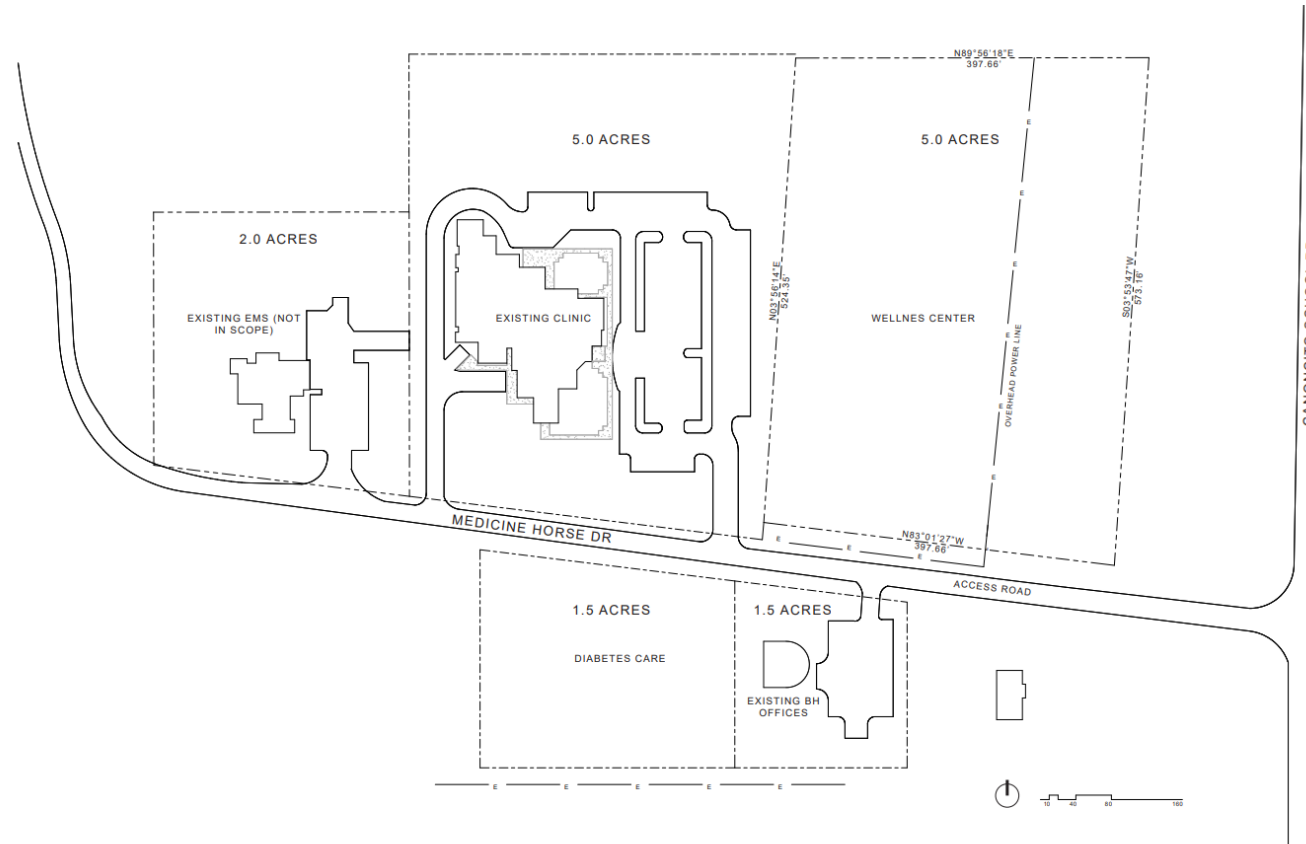 N89°56'18"E
397.66'
E
5.0 ACRES
5.0 ACRES
E
2.0 ACRES
E
N03°56'14"E
524.35'
S03°53'47"W
573.16'
EXISTING EMS (NOT
IN SCOPE)
EXISTING CLINIC
WELLNES CENTER
OVERHEAD POWER LINE
E
E
MEDICINE HORSE DR
N83°01'27"W
397.66'
E
E
E
ACCESS ROAD
1.5 ACRES
1.5 ACRES
DIABETES CARE
EXISTING BH
OFFICES
E
E
E
E
E
10
40
80
160